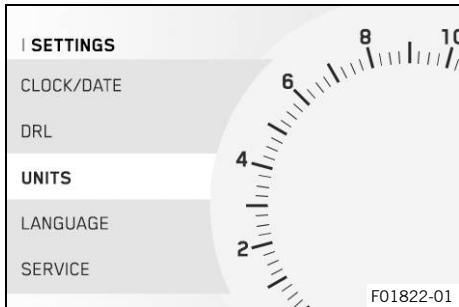 SETTINGS
CLOCK/DATE
DRL
UNITS
LANGUAGE
SERVICE
2
4
6
8
10
F01822-01